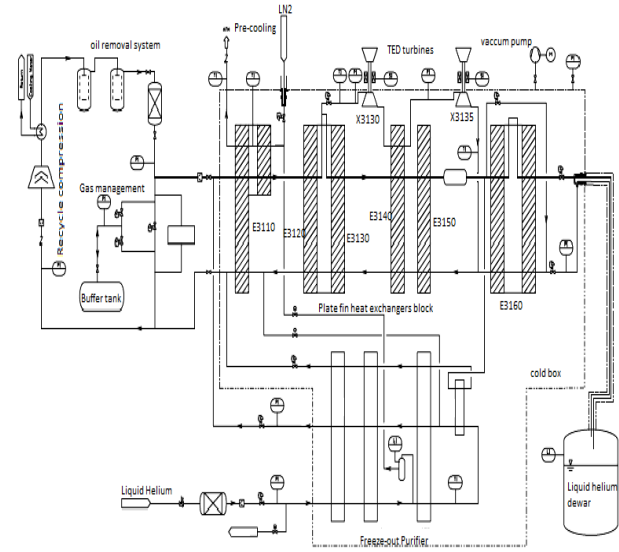 LN2
Pre-cooling
oil removal system
TED turbines
vaccum pump
X3130
X3135
Recycle compression
Gas management
E3110
E3120
E3130
E3140
E3150
E3160
Buffer tank
Plate fin heat exchangers block
cold box
Liquid Helium
Liquid helium
dewar
Freeze-out Purifier